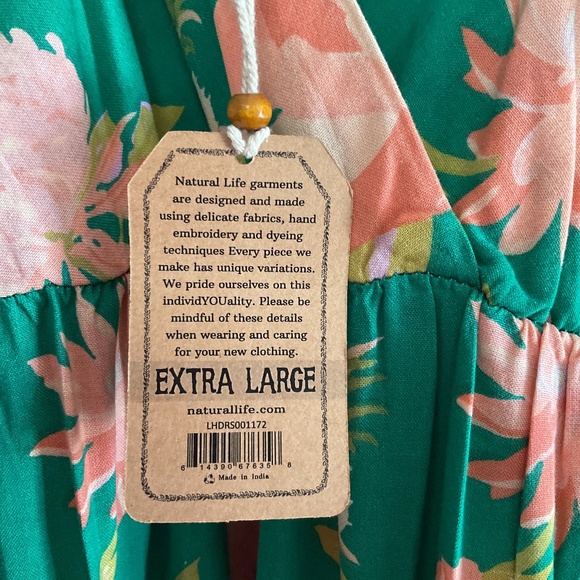 Natural Life garments
are designed and made
using delicate fabrics, hand
embroidery and dyeing
techniques Every piece we
make has unique variations.
We pride ourselves on this
individYOUality. Please be
mindful of these details
when wearing and caring
for your new clothing.
EXTRA LARGE
naturallife.com
LHDRS001172
6 14390 67635 8
Made in India